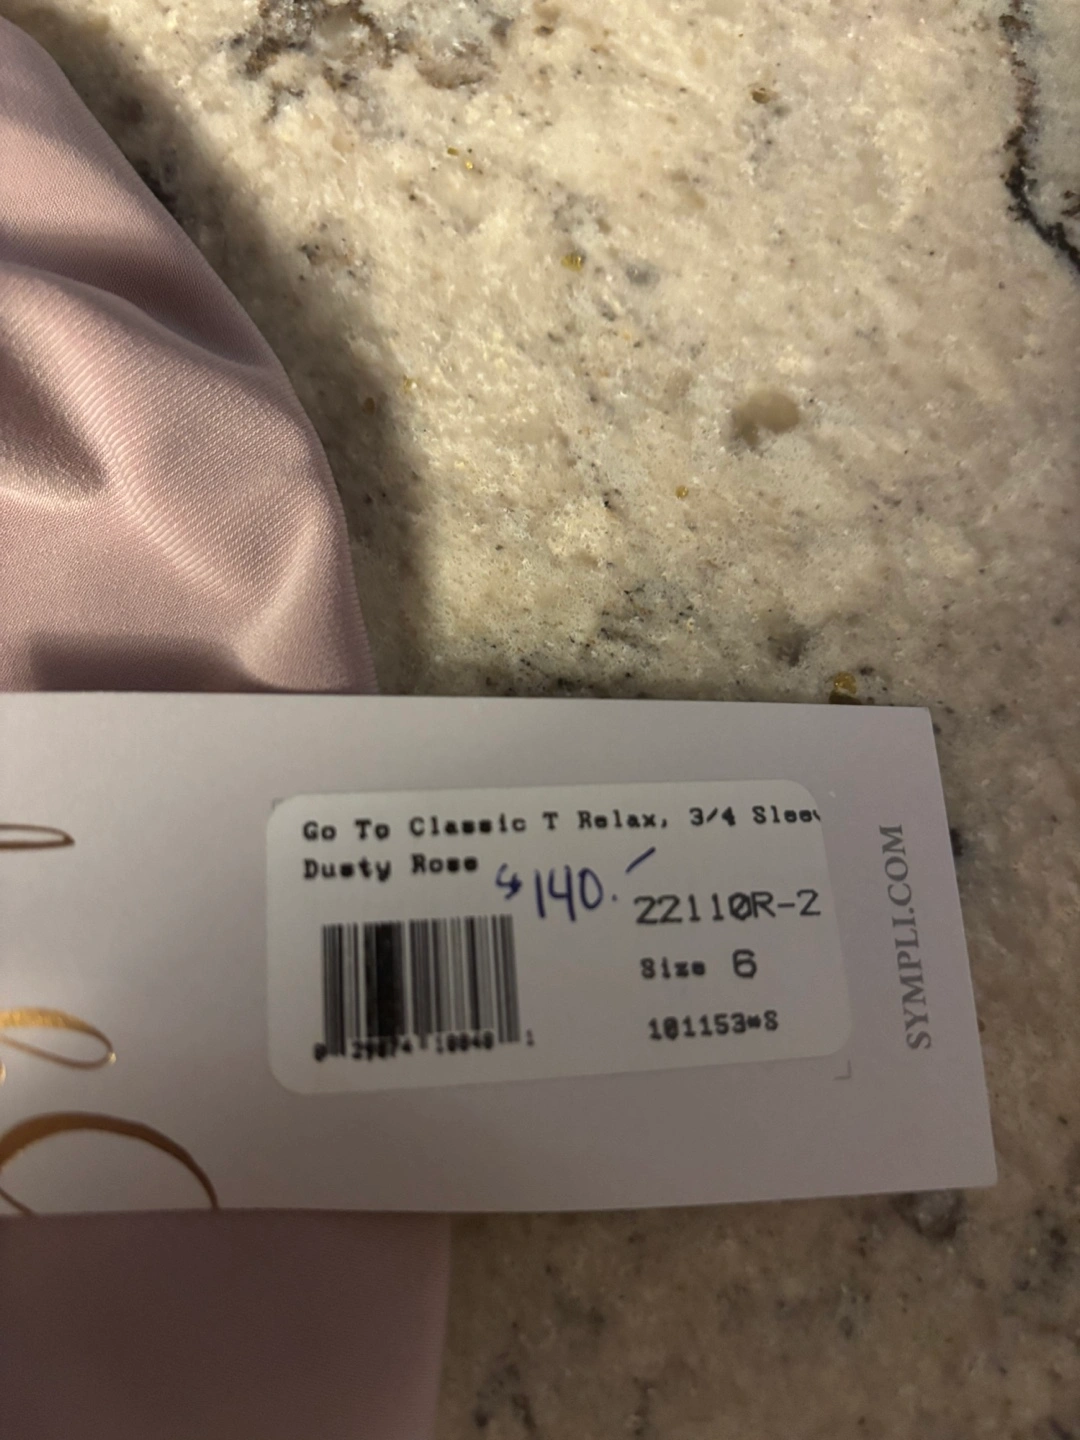 Go To Classic T Relax, 3/4 Sleev
Dusty Rose
$140.
22110R-2
Size 6
101153*S
SYMPLI.COM